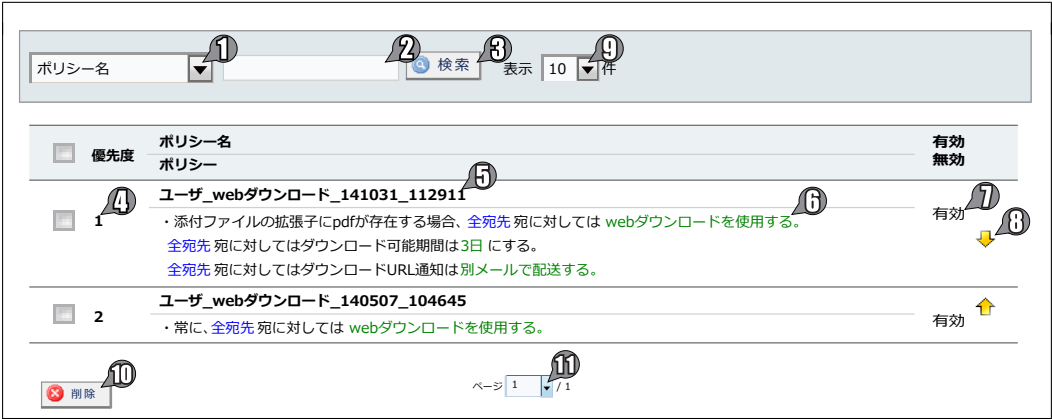 ① ② ③ ⑨
ポリシー名 検索 表示 10 件
優先度 ポリシー名 有効
ポリシー 無効
④ ⑤ ⑥ ⑦ ⑧
1 ユーザ_webダウンロード_141031_112911
・添付ファイルの拡張子にpdfが存在する場合、全宛先 宛に対しては webダウンロードを使用する。 有効
全宛先 宛に対してはダウンロード可能期間は3日 にする。
全宛先 宛に対してはダウンロードURL通知は別メールで配送する。
2 ユーザ_webダウンロード_140507_104645
・常に、全宛先 宛に対しては webダウンロードを使用する。 有効
⑩ ⑪
削除 ページ 1 / 1